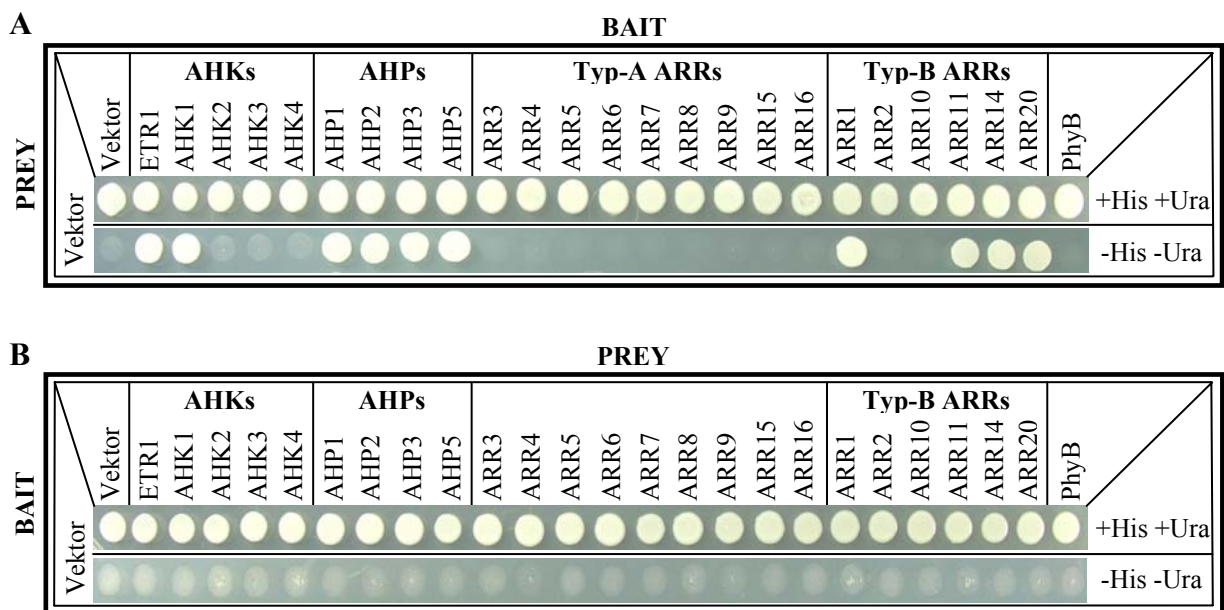 A
BAIT
AHKs AHPs Typ-A ARRs Typ-B ARRs
Vektor ETR1 AHK1 AHK2 AHK3 AHK4 AHP1 AHP2 AHP3 AHP5 ARR3 ARR4 ARR5 ARR6 ARR7 ARR8 ARR9 ARR15 ARR16 ARR1 ARR2 ARR10 ARR11 ARR14 ARR20 PhyB
PREY
Vektor
+His +Ura
-His -Ura
B
PREY
AHKs AHPs Typ-B ARRs
Vektor ETR1 AHK1 AHK2 AHK3 AHK4 AHP1 AHP2 AHP3 AHP5 ARR3 ARR4 ARR5 ARR6 ARR7 ARR8 ARR9 ARR15 ARR16 ARR1 ARR2 ARR10 ARR11 ARR14 ARR20 PhyB
BAIT
Vektor
+His +Ura
-His -Ura